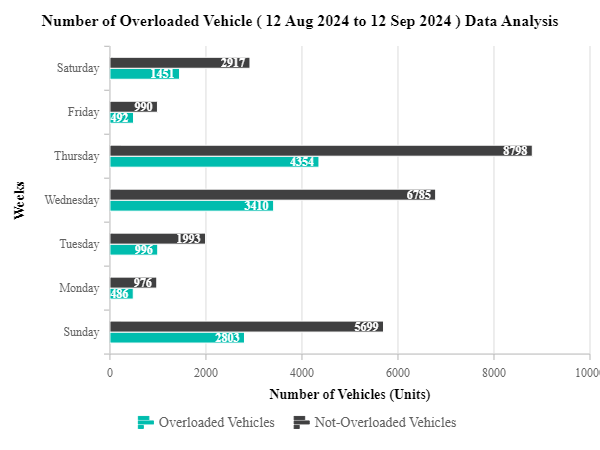 Number of Overloaded Vehicle ( 12 Aug 2024 to 12 Sep 2024 ) Data Analysis
Weeks
Saturday 2917
1451
Friday 990
492
Thursday 8798
4354
Wednesday 6785
3410
Tuesday 1993
996
Monday 976
486
Sunday 5699
2803
0 2000 4000 6000 8000 10000
Number of Vehicles (Units)
Overloaded Vehicles Not-Overloaded Vehicles